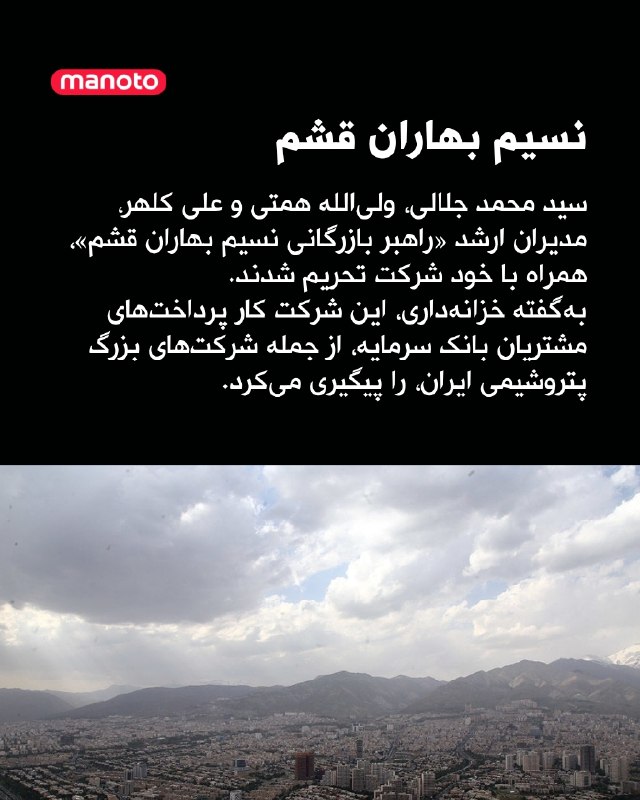 manoto
نسیم بهاران قشم
سید محمد جلالی، ولی‌الله همتی و علی کلهر،
مدیران ارشد «راهبر بازرگانی نسیم بهاران قشم»،
همراه با خود شرکت تحریم شدند.
به‌گفته خزانه‌داری، این شرکت کار پرداخت‌های
مشتریان بانک سرمایه، از جمله شرکت‌های بزرگ
پتروشیمی ایران، را پیگیری می‌کرد.